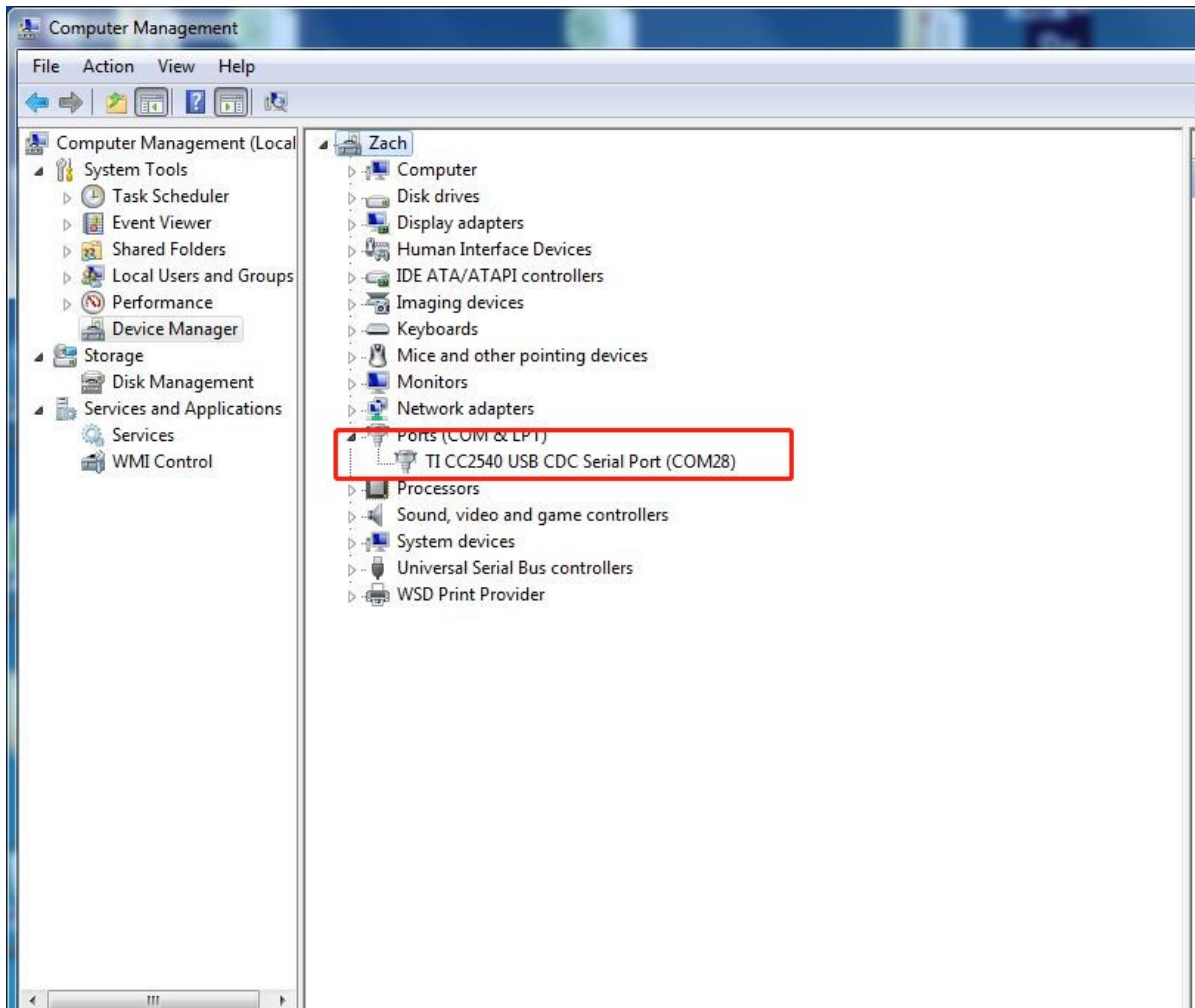 Computer Management
File Action View Help
Computer Management (Local
System Tools
Task Scheduler
Event Viewer
Shared Folders
Local Users and Groups
Performance
Device Manager
Storage
Disk Management
Services and Applications
Services
WMI Control
Zach
Computer
Disk drives
Display adapters
Human Interface Devices
IDE ATA/ATAPI controllers
Imaging devices
Keyboards
Mice and other pointing devices
Monitors
Network adapters
Ports (COM & LPT)
TI CC2540 USB CDC Serial Port (COM28)
Processors
Sound, video and game controllers
System devices
Universal Serial Bus controllers
WSD Print Provider